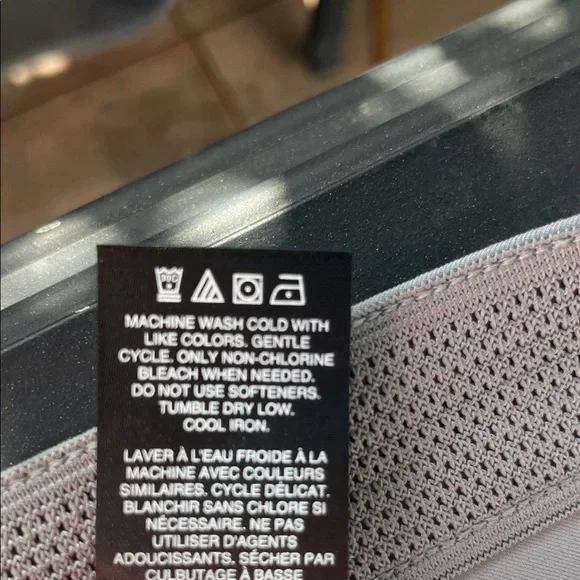 30C
MACHINE WASH COLD WITH
LIKE COLORS. GENTLE
CYCLE. ONLY NON-CHLORINE
BLEACH WHEN NEEDED.
DO NOT USE SOFTENERS.
TUMBLE DRY LOW.
COOL IRON.
LAVER À L'EAU FROIDE À LA
MACHINE AVEC COULEURS
SIMILAIRES. CYCLE DÉLICAT.
BLANCHIR SANS CHLORE SI
NÉCESSAIRE. NE PAS
UTILISER D'AGENTS
ADOUCISSANTS. SÉCHER PAR
CULBUTAGE À BASSE